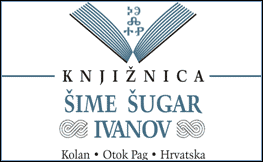 KNJIŽNICA
ŠIME ŠUGAR
IVANOV
Kolan • Otok Pag • Hrvatska